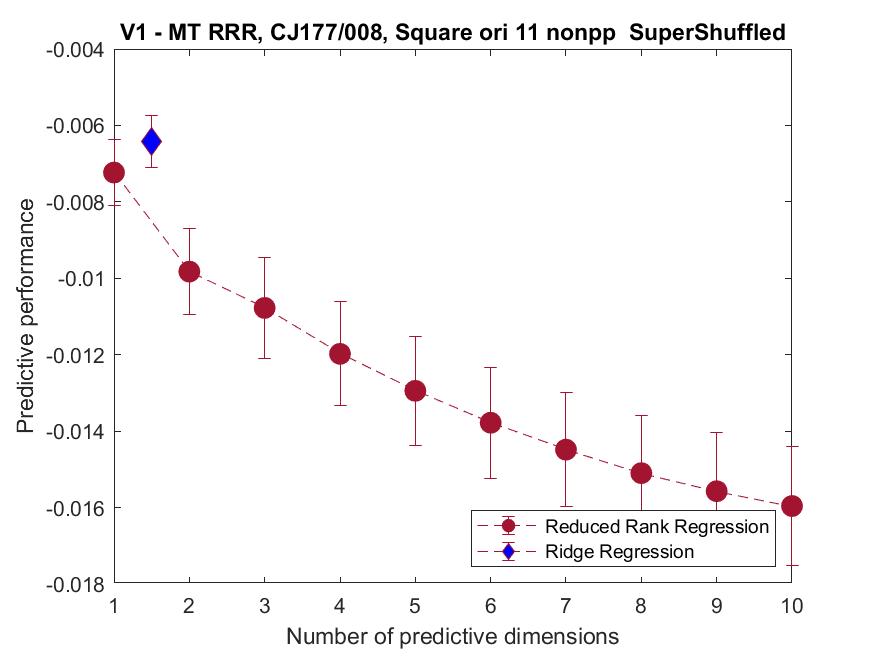 V1 - MT RRR, CJ177/008, Square ori 11 nonpp  SuperShuffled
-0.004
-0.006
-0.008
-0.01
-0.012
-0.014
-0.016
-0.018
Predictive performance
Reduced Rank Regression
Ridge Regression
1 2 3 4 5 6 7 8 9 10
Number of predictive dimensions